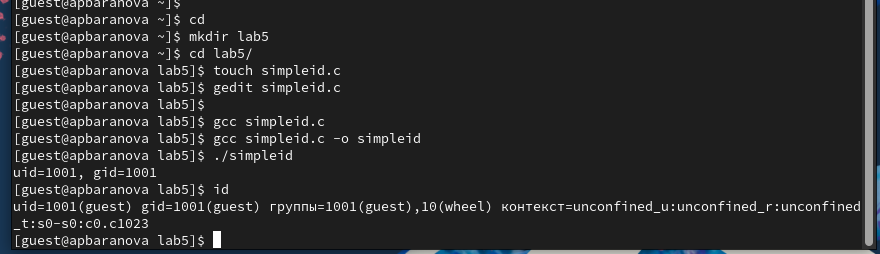 [guest@apbaranova ~]$
[guest@apbaranova ~]$ cd
[guest@apbaranova ~]$ mkdir lab5
[guest@apbaranova ~]$ cd lab5/
[guest@apbaranova lab5]$ touch simpleid.c
[guest@apbaranova lab5]$ gedit simpleid.c
[guest@apbaranova lab5]$
[guest@apbaranova lab5]$ gcc simpleid.c
[guest@apbaranova lab5]$ gcc simpleid.c -o simpleid
[guest@apbaranova lab5]$ ./simpleid
uid=1001, gid=1001
[guest@apbaranova lab5]$ id
uid=1001(guest) gid=1001(guest) группы=1001(guest),10(wheel) контекст=unconfined_u:unconfined_r:unconfined
_t:s0-s0:c0.c1023
[guest@apbaranova lab5]$